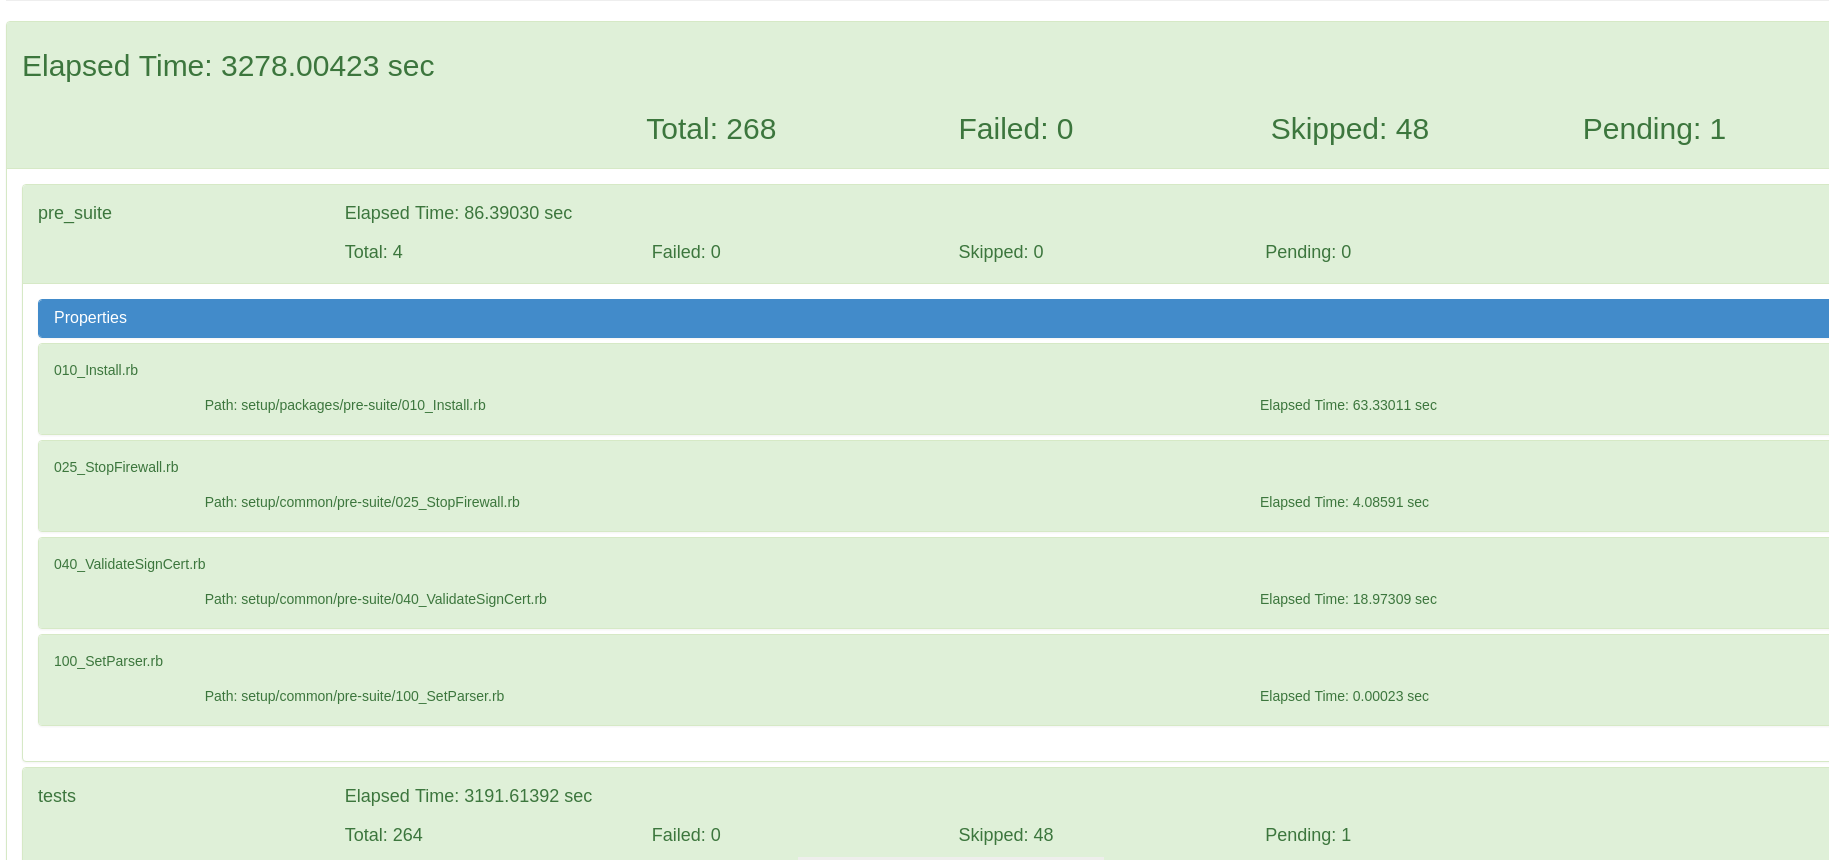 Elapsed Time: 3278.00423 sec
Total: 268 Failed: 0 Skipped: 48 Pending: 1
pre_suite Elapsed Time: 86.39030 sec
Total: 4 Failed: 0 Skipped: 0 Pending: 0
Properties
010_Install.rb
Path: setup/packages/pre-suite/010_Install.rb Elapsed Time: 63.33011 sec
025_StopFirewall.rb
Path: setup/common/pre-suite/025_StopFirewall.rb Elapsed Time: 4.08591 sec
040_ValidateSignCert.rb
Path: setup/common/pre-suite/040_ValidateSignCert.rb Elapsed Time: 18.97309 sec
100_SetParser.rb
Path: setup/common/pre-suite/100_SetParser.rb Elapsed Time: 0.00023 sec
tests Elapsed Time: 3191.61392 sec
Total: 264 Failed: 0 Skipped: 48 Pending: 1